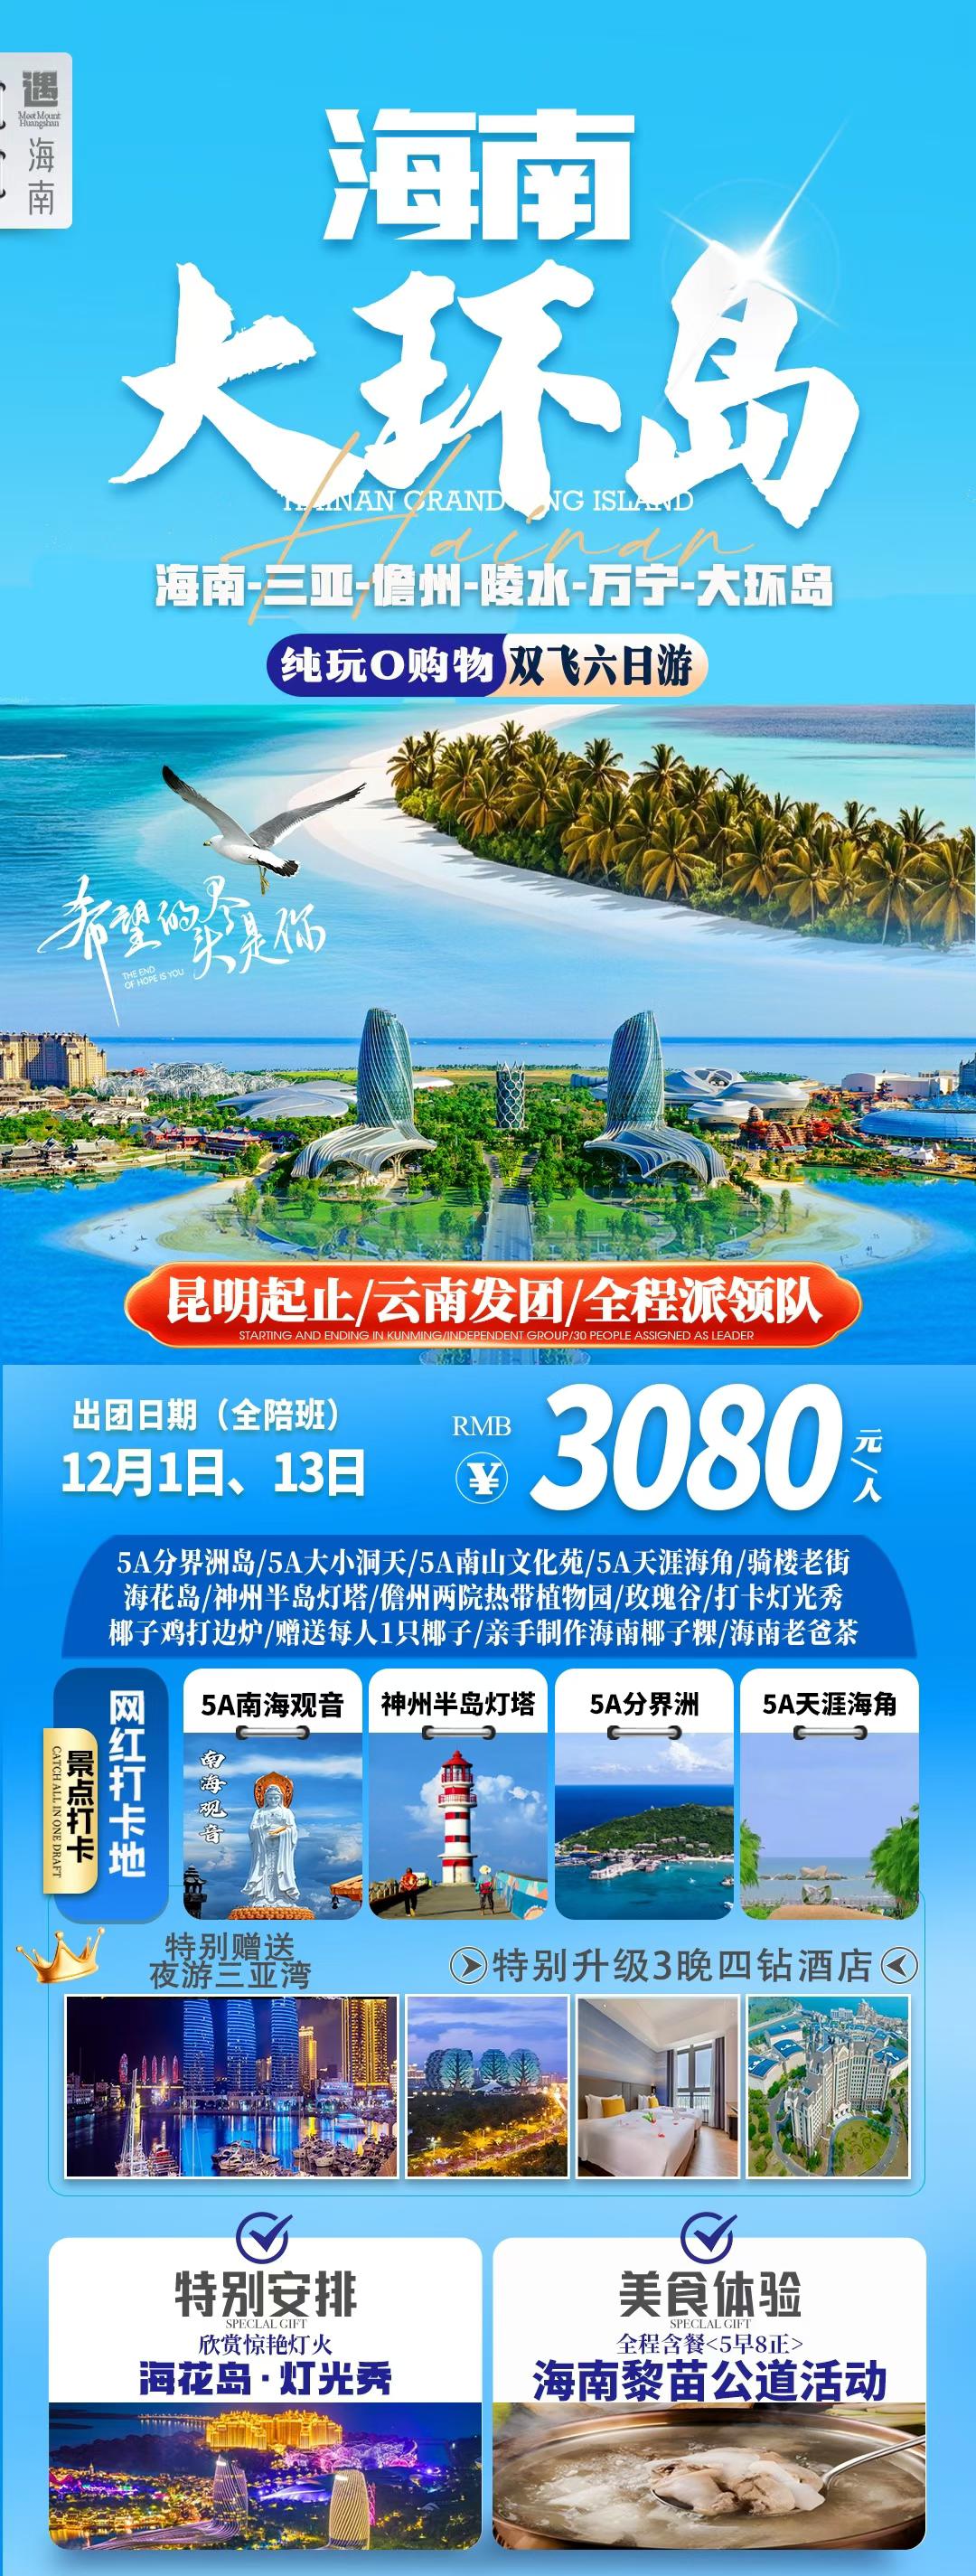 遇
Meet Mount
Huangshan
海南
海南
大环岛
HAINAN GRAND RING ISLAND
Hainan
海南-三亚-儋州-陵水-万宁-大环岛
纯玩O购物 双飞六日游
希望的尽头是你
THE END
OF HOPE IS YOU
昆明起止/云南发团/全程派领队
STARTING AND ENDING IN KUNMING/INDEPENDENT GROUP/30 PEOPLE ASSIGNED AS LEADER
出团日期（全陪班）
12月1日、13日
RMB
¥
3080
元/人
5A分界洲岛/5A大小洞天/5A南山文化苑/5A天涯海角/骑楼老街
海花岛/神州半岛灯塔/儋州两院热带植物园/玫瑰谷/打卡灯光秀
椰子鸡打边炉/赠送每人1只椰子/亲手制作海南椰子粿/海南老爸茶
网红打卡地
景点打卡
CATCH ALL IN ONE DRAFT
5A南海观音
南海观音
神州半岛灯塔
5A分界洲
5A天涯海角
特别赠送
夜游三亚湾
特别升级3晚四钻酒店
特别安排
SPECLAL GIFT
欣赏惊艳灯火
海花岛·灯光秀
美食体验
SPECLAL GIFT
全程含餐<5早8正>
海南黎苗公道活动